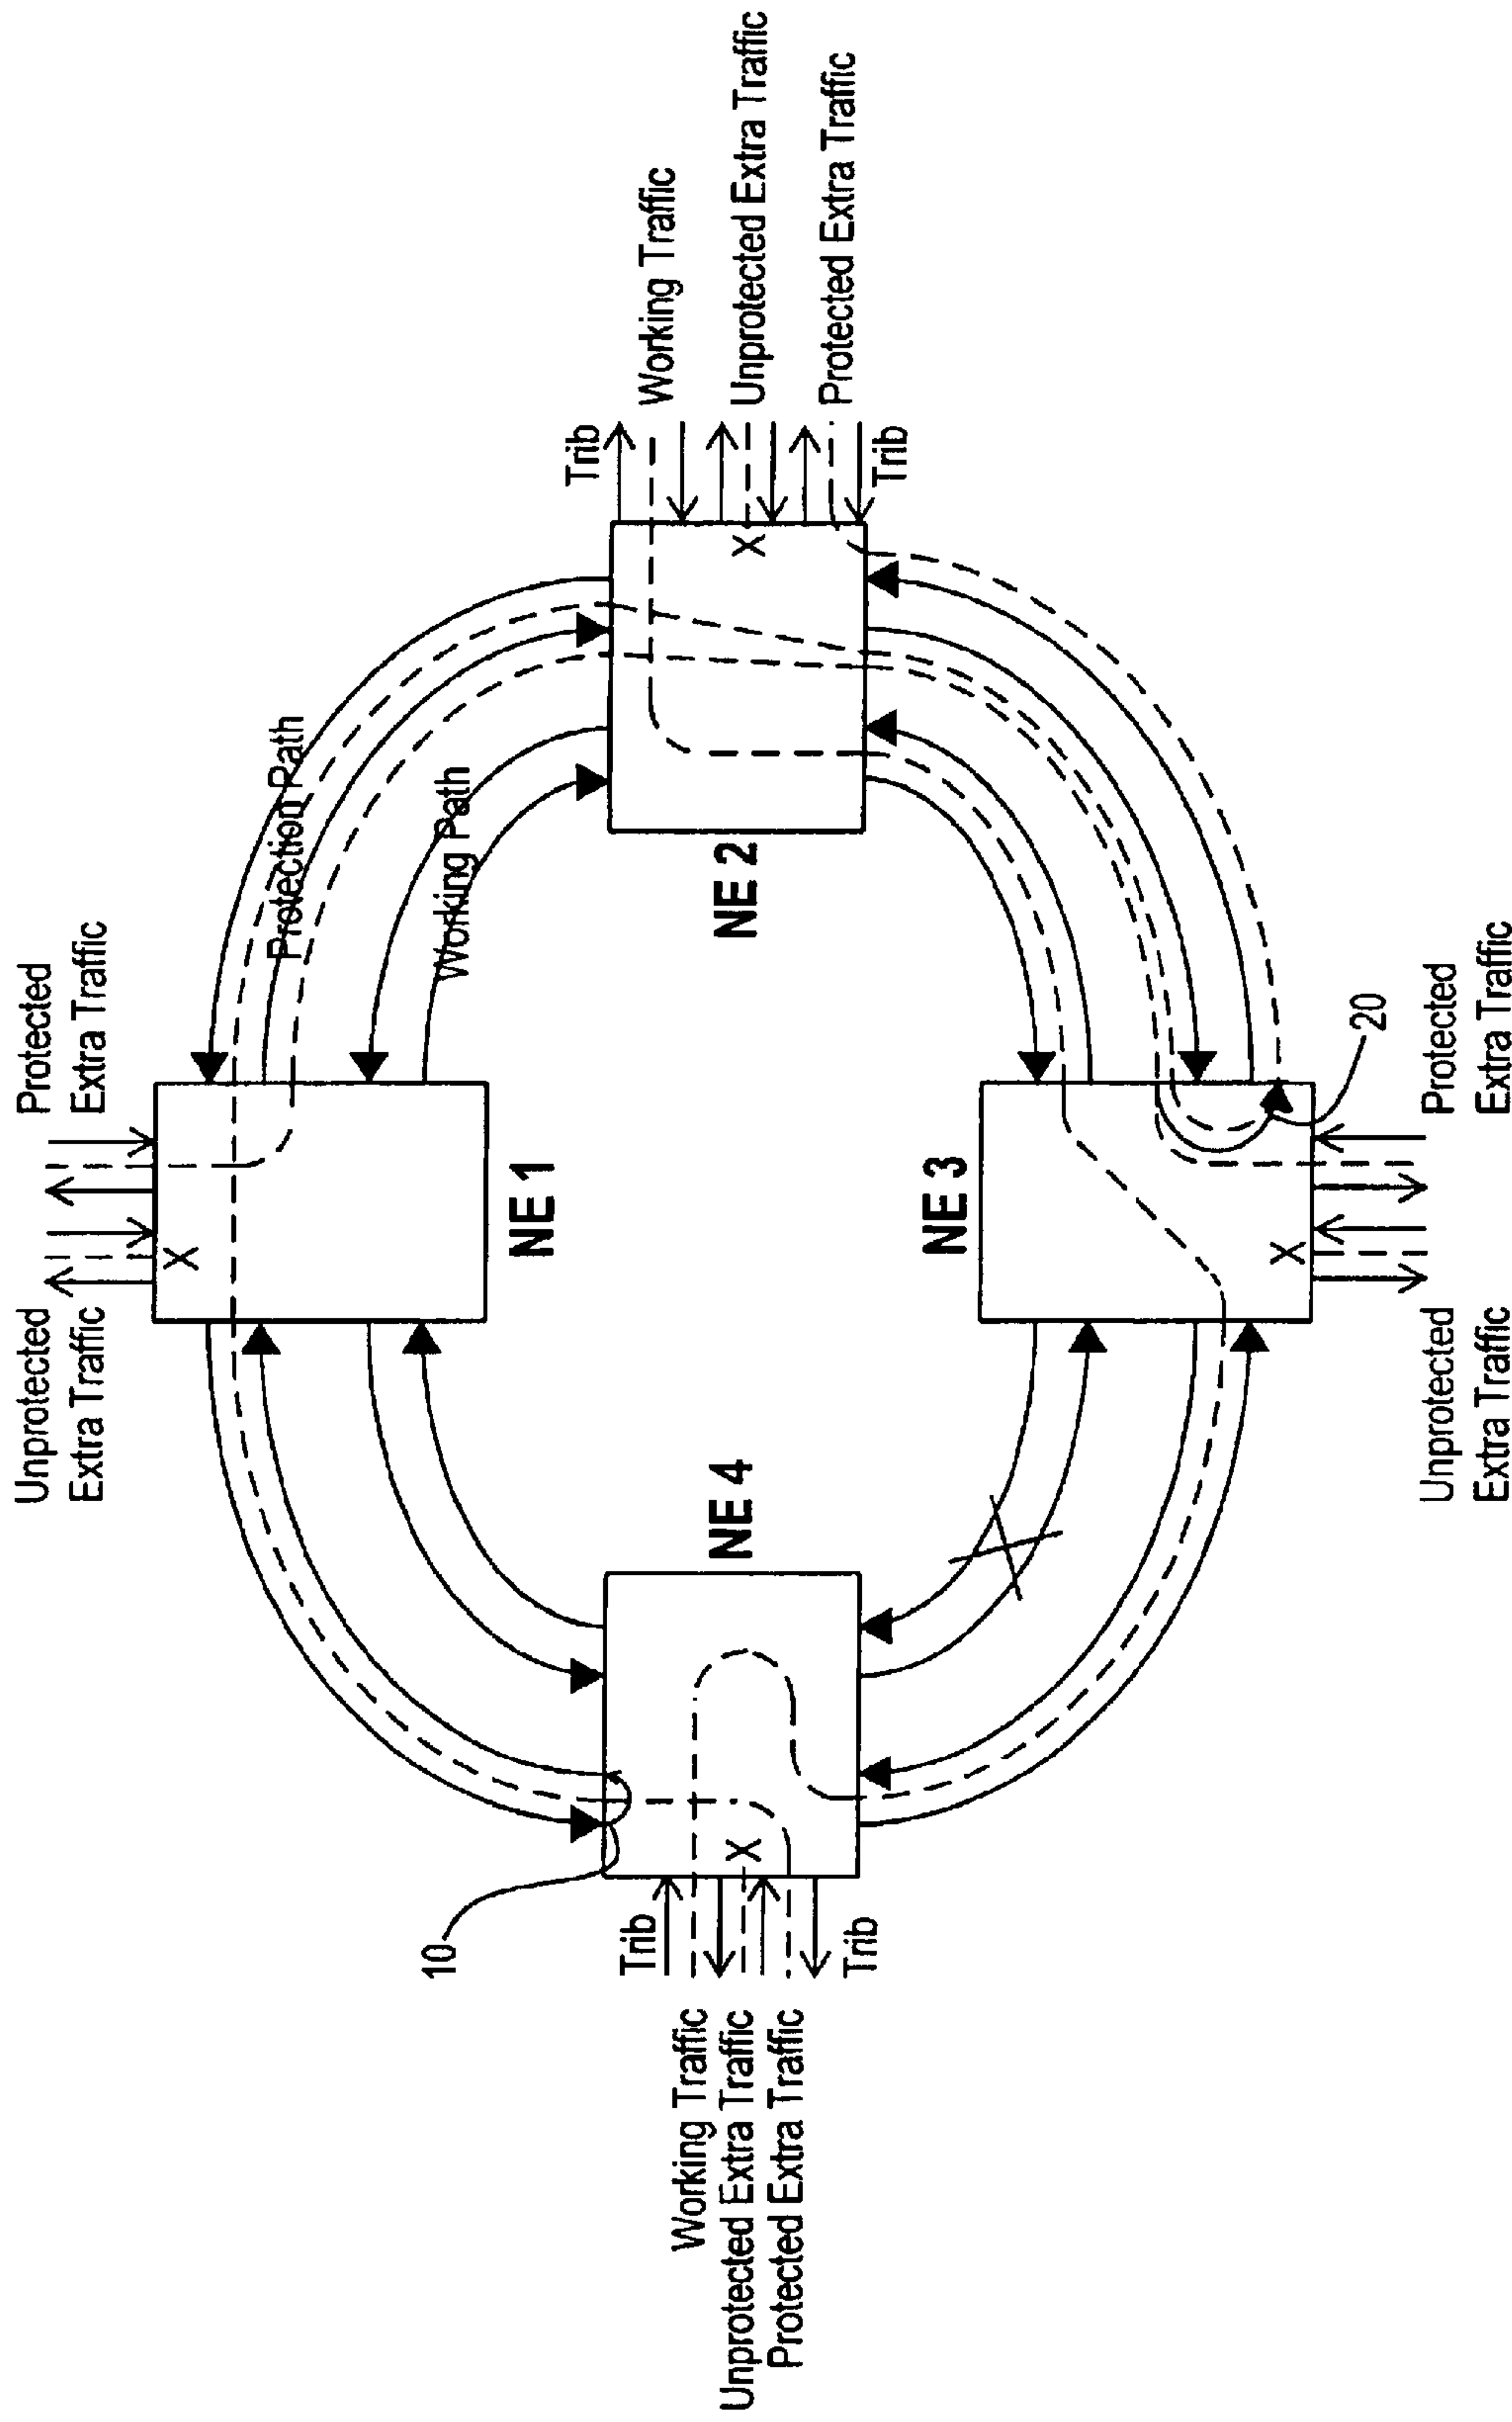 Unprotected
Extra Traffic
Protected
Extra Traffic
Protection Path
Working Path
NE 1
10
Trib
Working Traffic
Unprotected Extra Traffic
Protected Extra Traffic
Trib
X
NE 4
NE 2
X
Trib
Working Traffic
Unprotected Extra Traffic
Protected Extra Traffic
Trib
X
NE 3
X
20
Unprotected
Extra Traffic
Protected
Extra Traffic